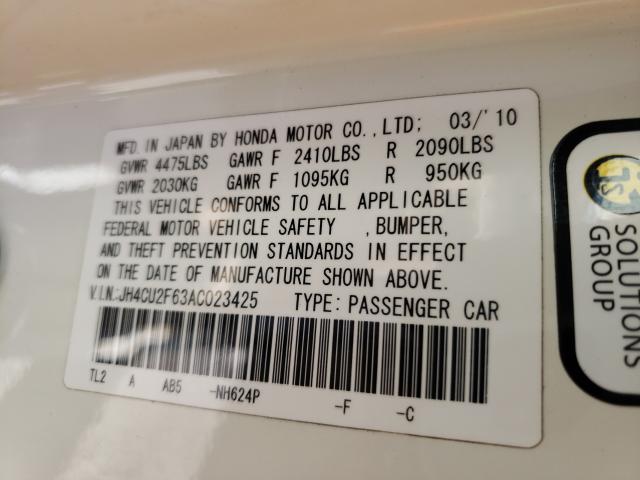 MFD. IN JAPAN BY HONDA MOTOR CO.,LTD; 03/'10
GVWR 4475LBS GAWR F 2410LBS R 2090LBS
GVWR 2030KG GAWR F 1095KG R 950KG
THIS VEHICLE CONFORMS TO ALL APPLICABLE
FEDERAL MOTOR VEHICLE SAFETY ,BUMPER,
AND THEFT PREVENTION STANDARDS IN EFFECT
ON THE DATE OF MANUFACTURE SHOWN ABOVE.
V.I.N.:JH4CU2F63AC023425 TYPE: PASSENGER CAR
TL2 A AB5 -NH624P -F -C
SOLUTIONS
GROUP